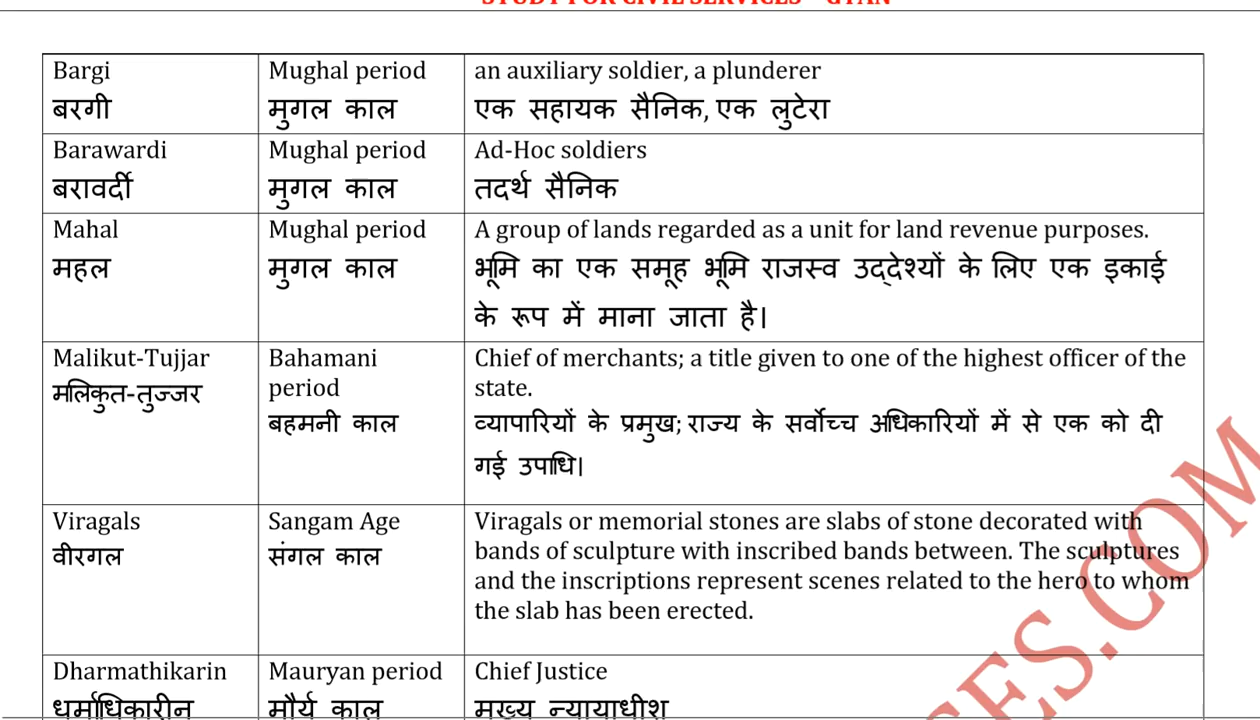 STUDY FOR CIVIL SERVICES – GYAN
Bargi
बरगी
Mughal period
मुगल काल
an auxiliary soldier, a plunderer
एक सहायक सैनिक, एक लुटेरा
Barawardi
बरावर्दी
Mughal period
मुगल काल
Ad-Hoc soldiers
तदर्थ सैनिक
Mahal
महल
Mughal period
मुगल काल
A group of lands regarded as a unit for land revenue purposes.
भूमि का एक समूह भूमि राजस्व उद्देश्यों के लिए एक इकाई
के रूप में माना जाता है।
Malikut-Tujjar
मलिकुत-तुज्जर
Bahamani
period
बहमनी काल
Chief of merchants; a title given to one of the highest officer of the
state.
व्यापारियों के प्रमुख; राज्य के सर्वोच्च अधिकारियों में से एक को दी
गई उपाधि।
Viragals
वीरगल
Sangam Age
संगल काल
Viragals or memorial stones are slabs of stone decorated with
bands of sculpture with inscribed bands between. The sculptures
and the inscriptions represent scenes related to the hero to whom
the slab has been erected.
Dharmathikarin
धर्माधिकारीन
Mauryan period
मौर्य काल
Chief Justice
मुख्य न्यायाधीश
ES.COM